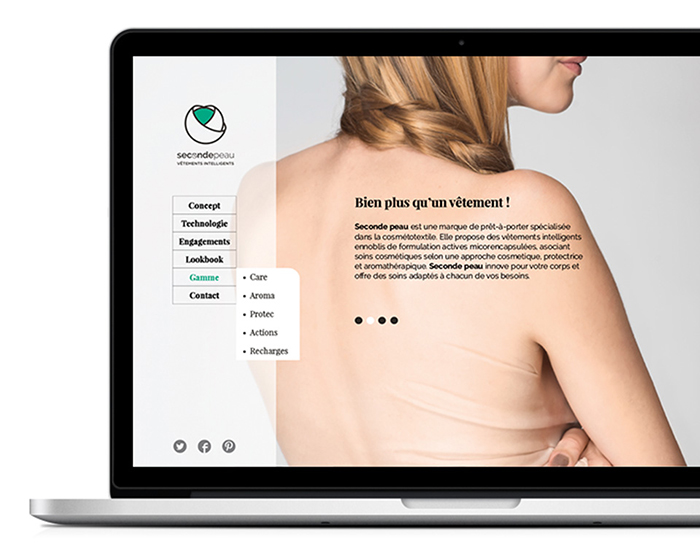 secondepeau
VÊTEMENTS INTELLIGENTS
Concept
Technologie
Engagements
Lookbook
Gamme
Contact
• Care
• Aroma
• Protec
• Actions
• Recharges
Bien plus qu'un vêtement !
Seconde peau est une marque de prêt-à-porter spécialisée
dans la cosmétotextile. Elle propose des vêtements intelligents
ennoblis de formulation actives micorencapsulées, asociant
soins cosmétiques selon une approche cosmetique, protectrice
et aromathérapique. Seconde peau innove pour votre corps et
offre des soins adaptés à chacun de vos besoins.